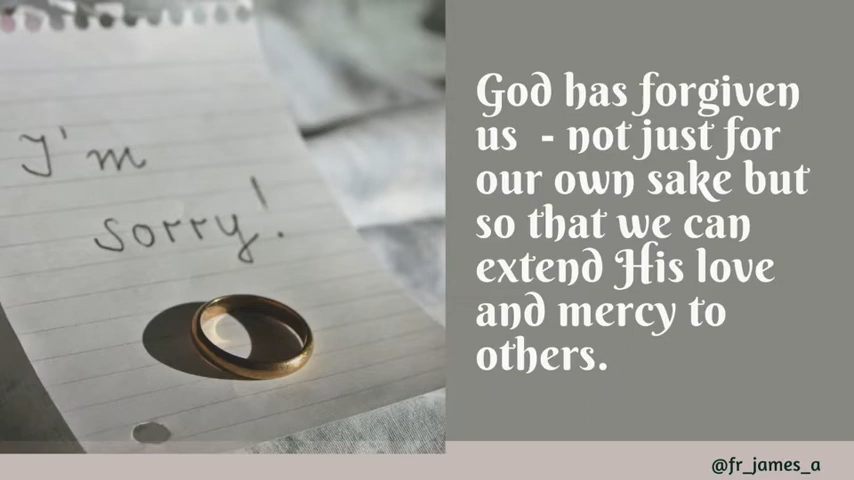 I'm
sorry!
God has forgiven
us - not just for
our own sake but
so that we can
extend His love
and mercy to
others.
@fr_james_a